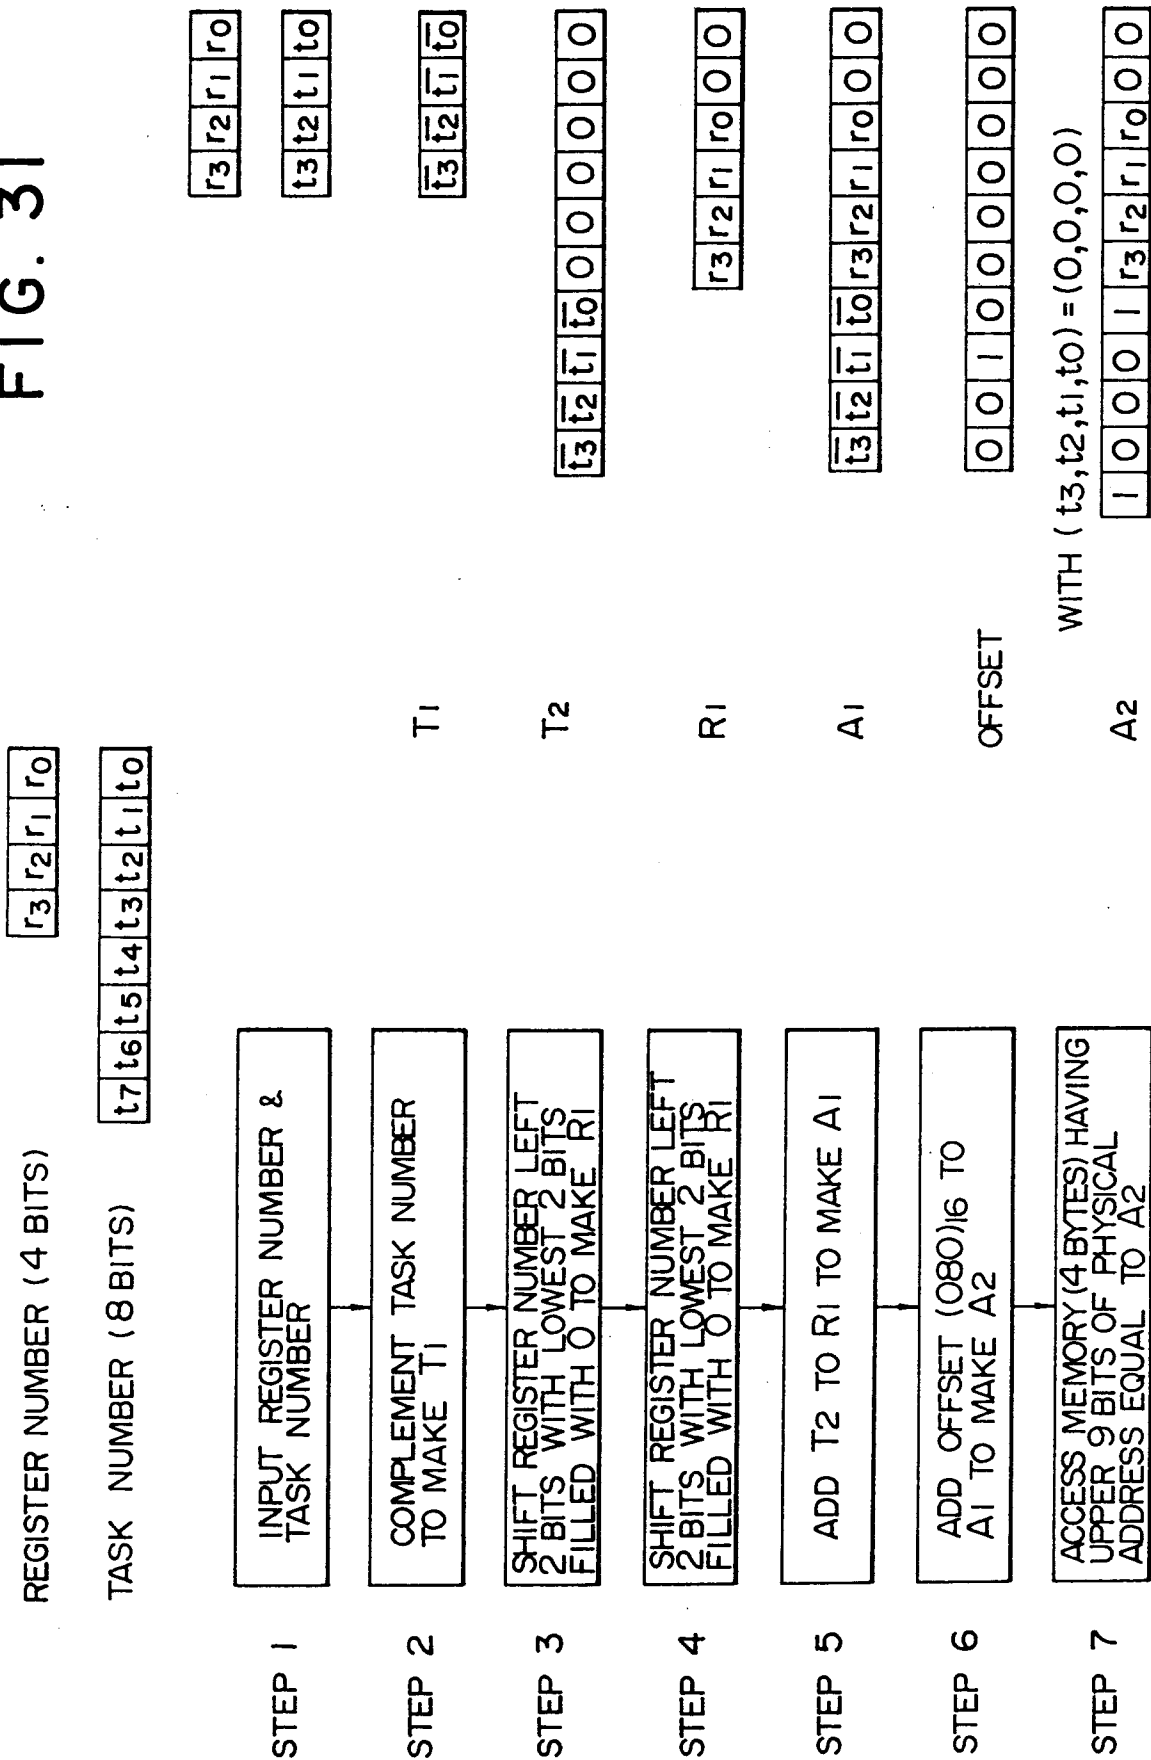 FIG. 31
REGISTER NUMBER (4 BITS)
r3 r2 r1 r0
TASK NUMBER (8 BITS)
t7 t6 t5 t4 t3 t2 t1 t0
STEP 1
INPUT REGISTER NUMBER &
TASK NUMBER
r3 r2 r1 r0
t3 t2 t1 t0
STEP 2
COMPLEMENT TASK NUMBER
TO MAKE T1
T1
t̅3 t̅2 t̅1 t̅0
STEP 3
SHIFT REGISTER NUMBER LEFT
2 BITS WITH LOWEST 2 BITS
FILLED WITH 0 TO MAKE R1
T2
t̅3 t̅2 t̅1 t̅0 0 0 0 0 0 0
STEP 4
SHIFT REGISTER NUMBER LEFT
2 BITS WITH LOWEST 2 BITS
FILLED WITH 0 TO MAKE R1
R1
r3 r2 r1 r0 0 0
STEP 5
ADD T2 TO R1 TO MAKE A1
A1
t̅3 t̅2 t̅1 t̅0 r3 r2 r1 r0 0 0
STEP 6
ADD OFFSET (080)16 TO
A1 TO MAKE A2
OFFSET
0 0 1 0 0 0 0 0 0 0
STEP 7
ACCESS MEMORY (4 BYTES) HAVING
UPPER 9 BITS OF PHYSICAL
ADDRESS EQUAL TO A2
WITH (t3,t2,t1,t0) = (0,0,0,0)
A2
1 0 0 0 1 r3 r2 r1 r0 0 0